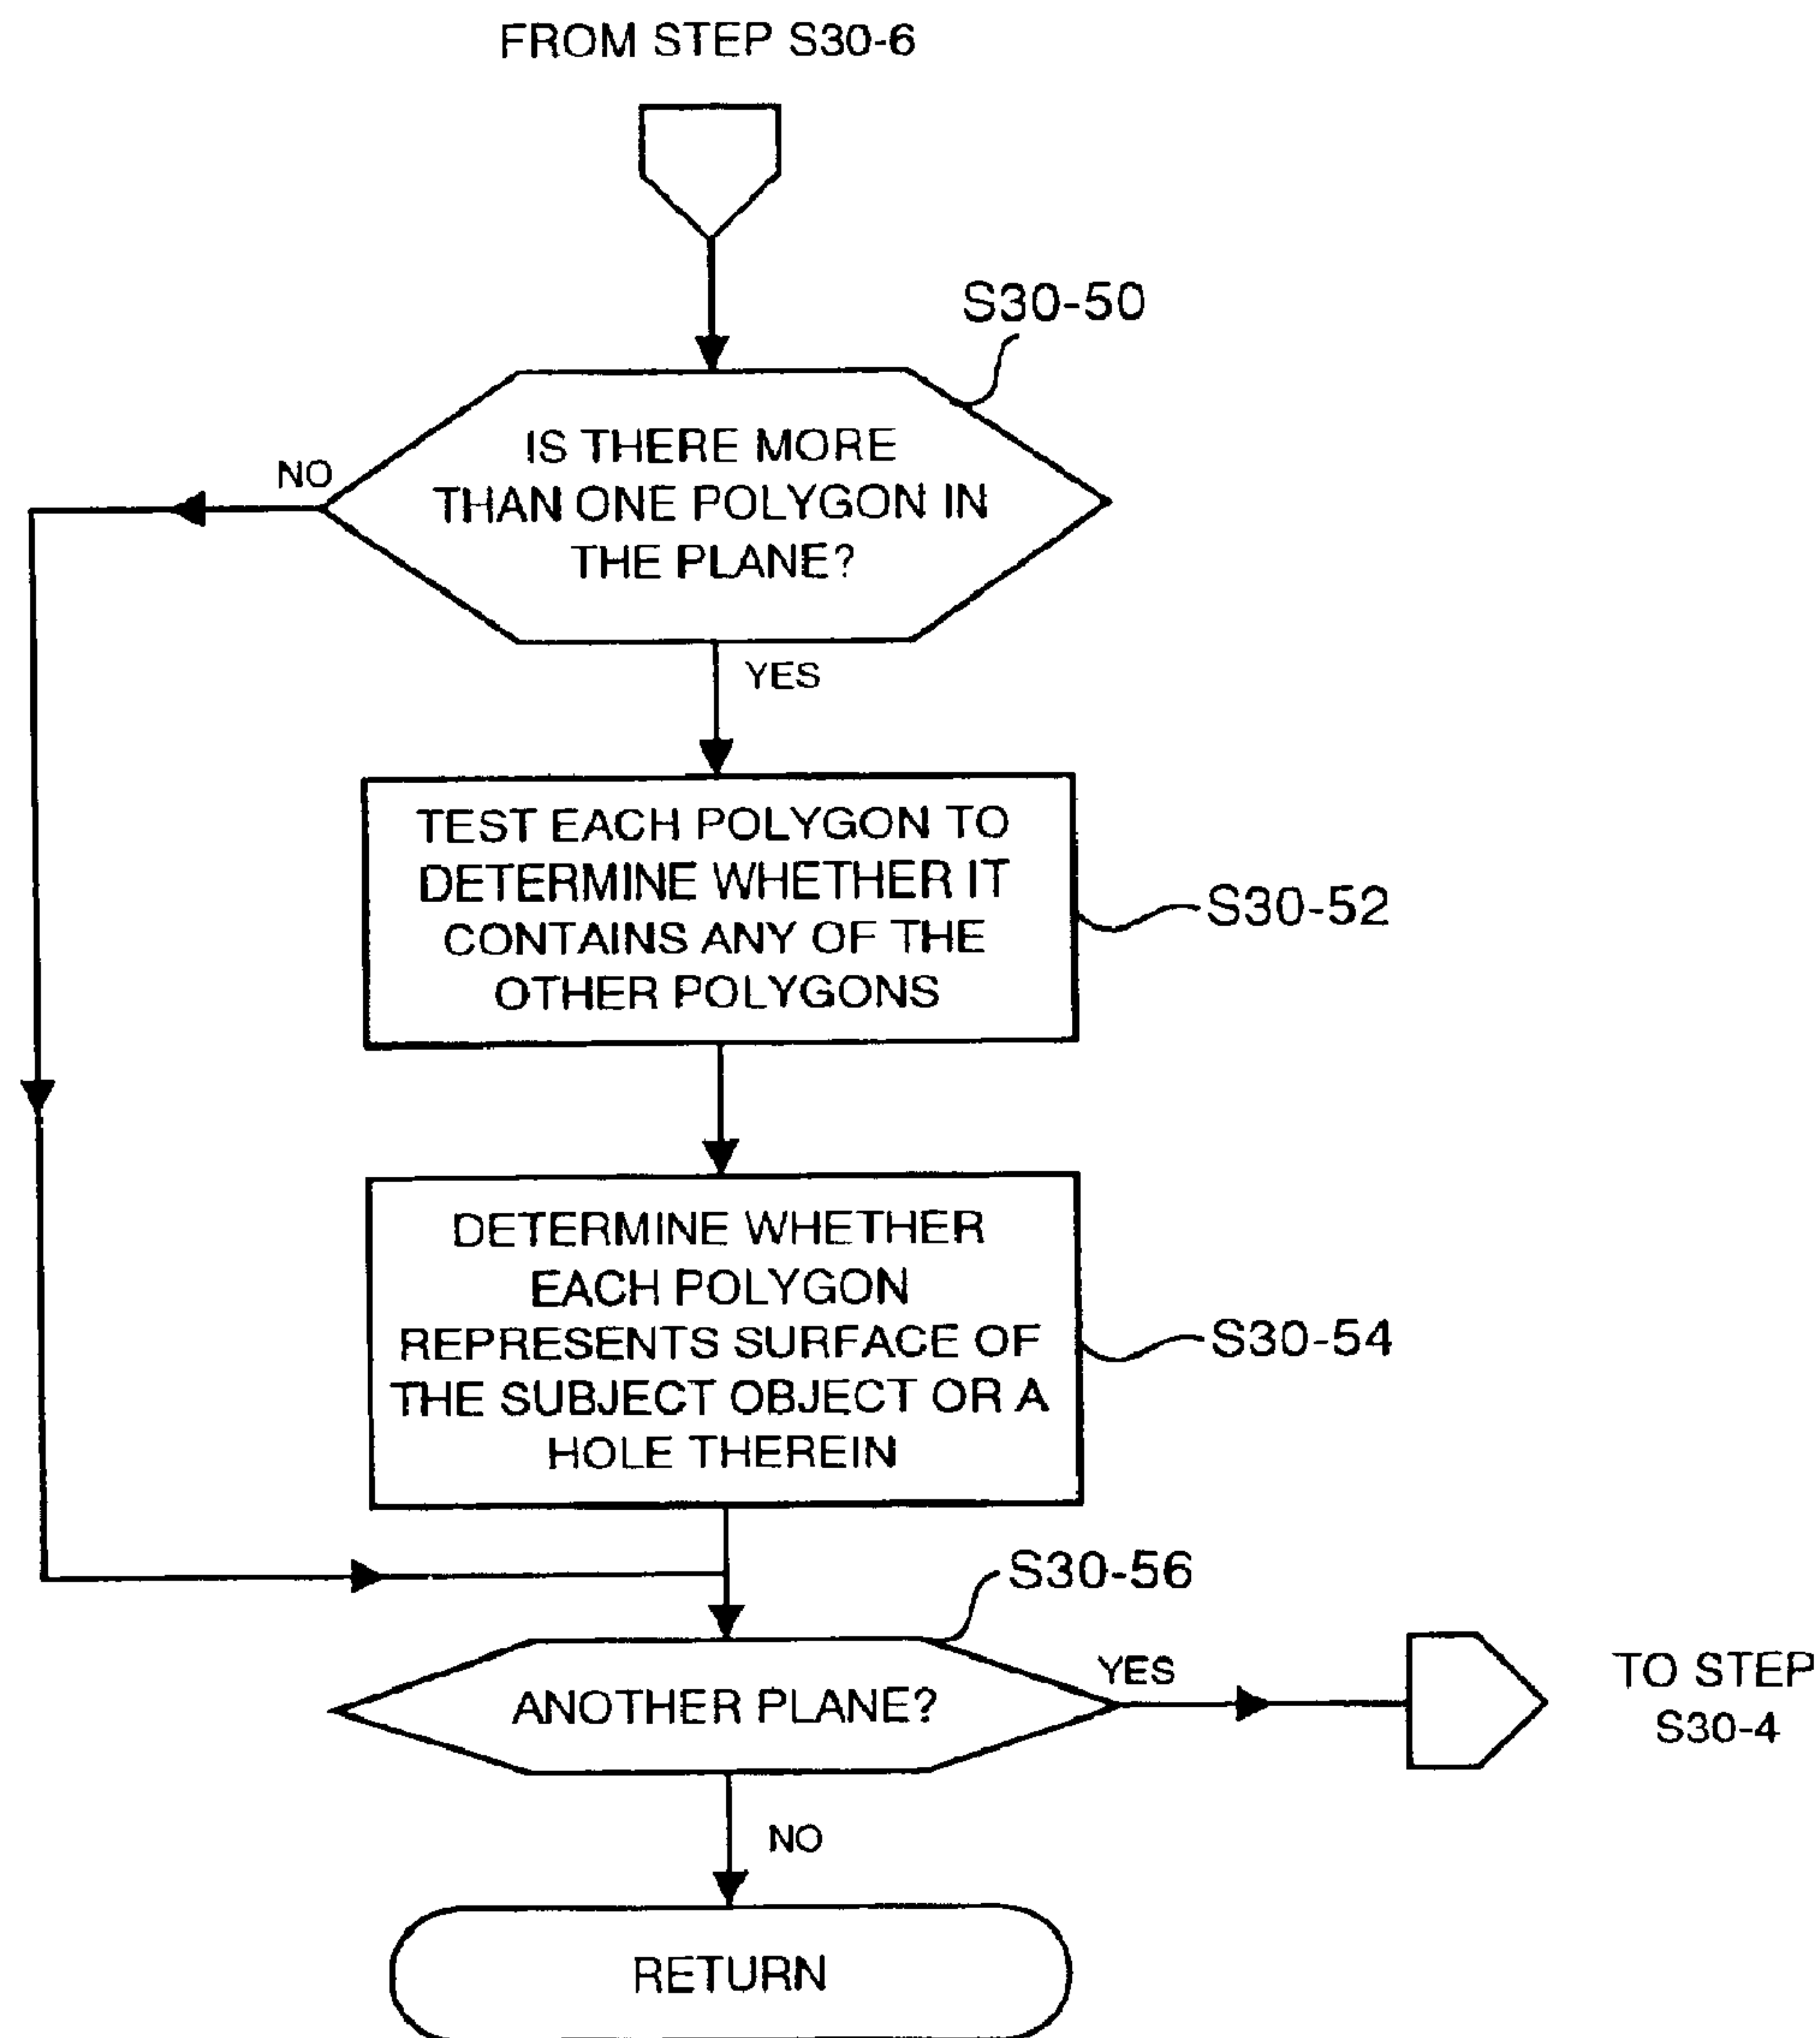 FROM STEP S30-6
S30-50
IS THERE MORE
THAN ONE POLYGON IN
THE PLANE?
NO
YES
TEST EACH POLYGON TO
DETERMINE WHETHER IT
CONTAINS ANY OF THE
OTHER POLYGONS
S30-52
DETERMINE WHETHER
EACH POLYGON
REPRESENTS SURFACE OF
THE SUBJECT OBJECT OR A
HOLE THEREIN
S30-54
S30-56
ANOTHER PLANE?
YES
TO STEP
S30-4
NO
RETURN